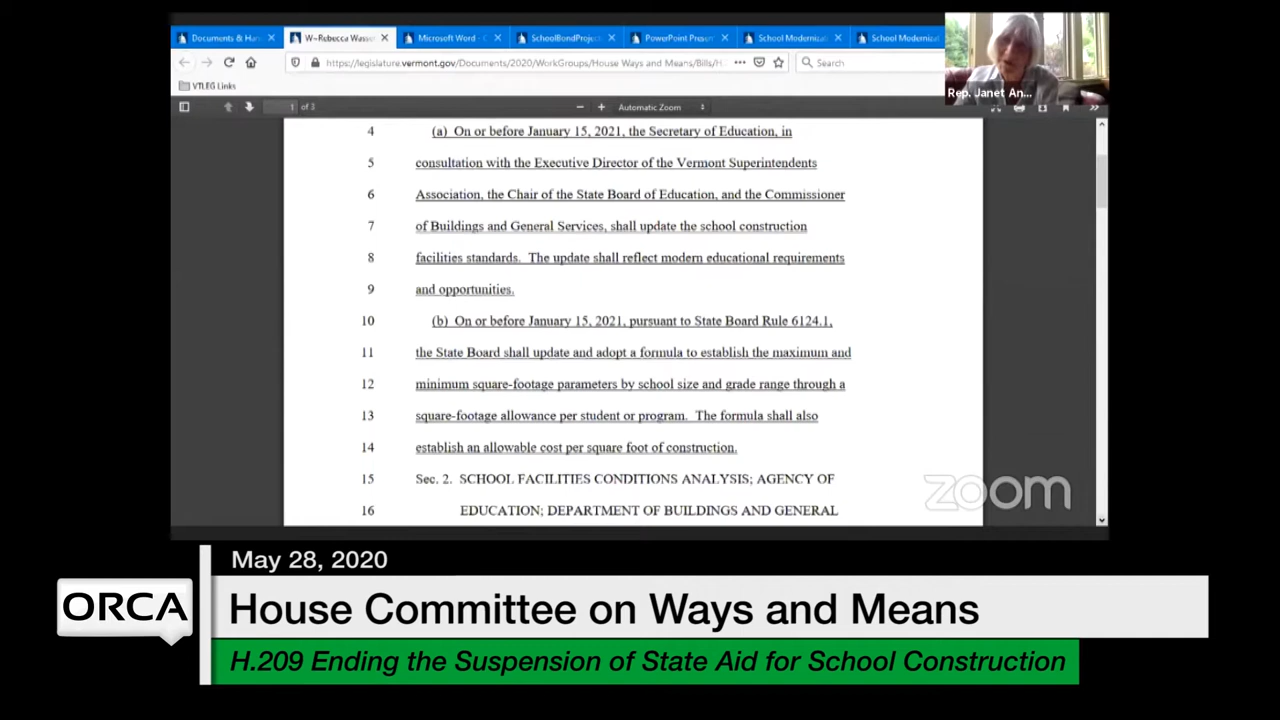 Documents & Han
W~Rebecca Wasse
Microsoft Word - C
SchoolBondProje
PowerPoint Presen
School Modernizat
School Modernizat
https://legislature.vermont.gov/Documents/2020/WorkGroups/House Ways and Means/Bills/H.
Search
VTLEG Links
1 of 3
Automatic Zoom
Rep. Janet An...
4 (a) On or before January 15, 2021, the Secretary of Education, in
5 consultation with the Executive Director of the Vermont Superintendents
6 Association, the Chair of the State Board of Education, and the Commissioner
7 of Buildings and General Services, shall update the school construction
8 facilities standards. The update shall reflect modern educational requirements
9 and opportunities.
10 (b) On or before January 15, 2021, pursuant to State Board Rule 6124.1,
11 the State Board shall update and adopt a formula to establish the maximum and
12 minimum square-footage parameters by school size and grade range through a
13 square-footage allowance per student or program. The formula shall also
14 establish an allowable cost per square foot of construction.
15 Sec. 2. SCHOOL FACILITIES CONDITIONS ANALYSIS; AGENCY OF
16 EDUCATION; DEPARTMENT OF BUILDINGS AND GENERAL
zoom
May 28, 2020
ORCA
House Committee on Ways and Means
H.209 Ending the Suspension of State Aid for School Construction